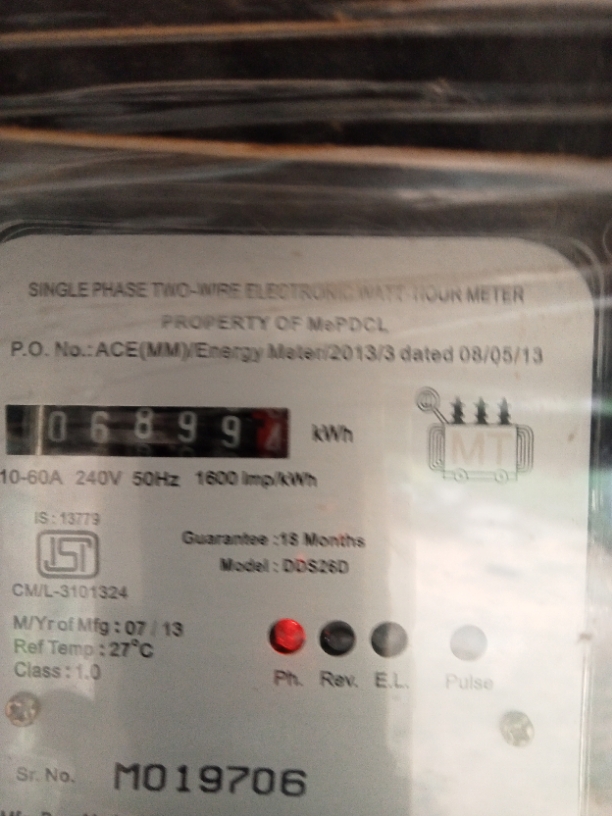 SINGLE PHASE TWO-WIRE ELECTRONIC WATT HOUR METER
PROPERTY OF MePDCL
P.O. No.:ACE(MM)/Energy Meter/2013/3 dated 08/05/13
06899 kWh
MT
10-60A 240V 50Hz 1600 Imp/kWh
IS : 13779
ISI
Guarantee :18 Months
Model : DDS26D
CM/L-3101324
M/Yr of Mfg : 07 / 13
Ref Temp : 27°C
Class : 1.0
Ph. Rev. E.L. Pulse
Sr. No. M019706